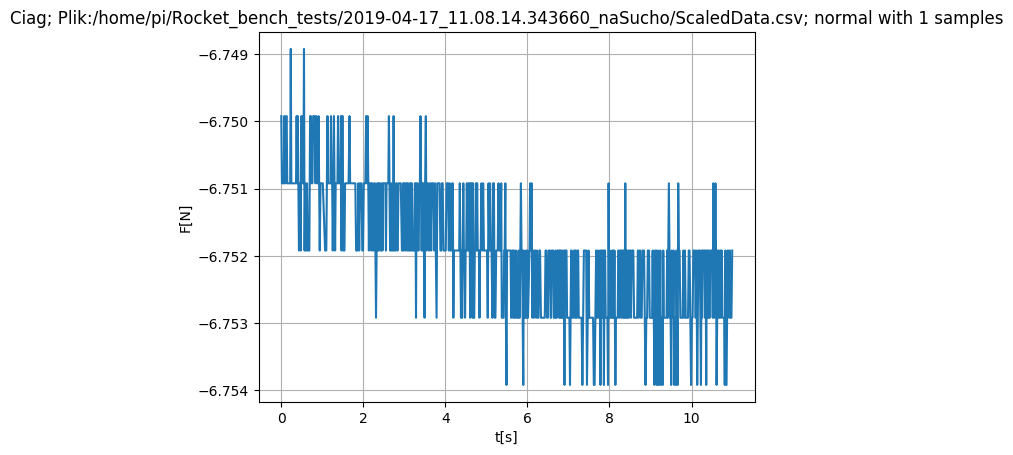 Ciag; Plik:/home/pi/Rocket_bench_tests/2019-04-17_11.08.14.343660_naSucho/ScaledData.csv; normal with 1 samples
−6.749
−6.750
−6.751
−6.752
−6.753
−6.754
F[N]
0 2 4 6 8 10
t[s]